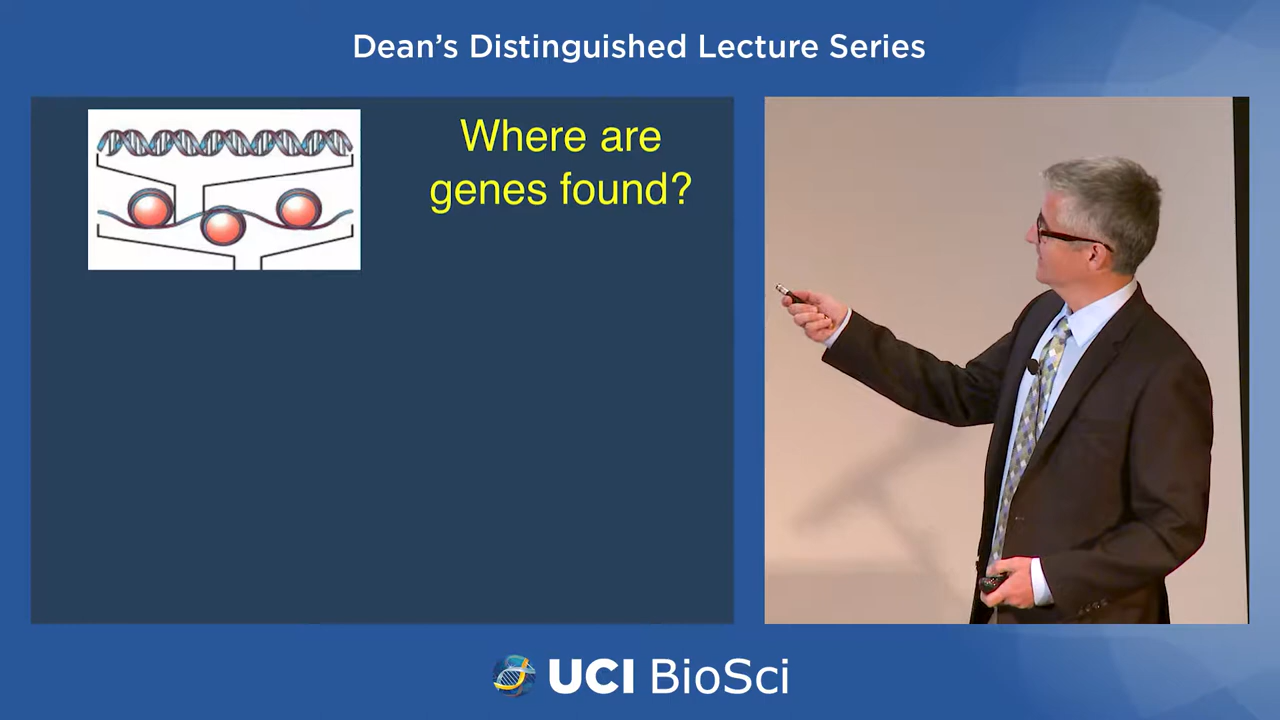 Dean's Distinguished Lecture Series
Where are
genes found?
UCI BioSci